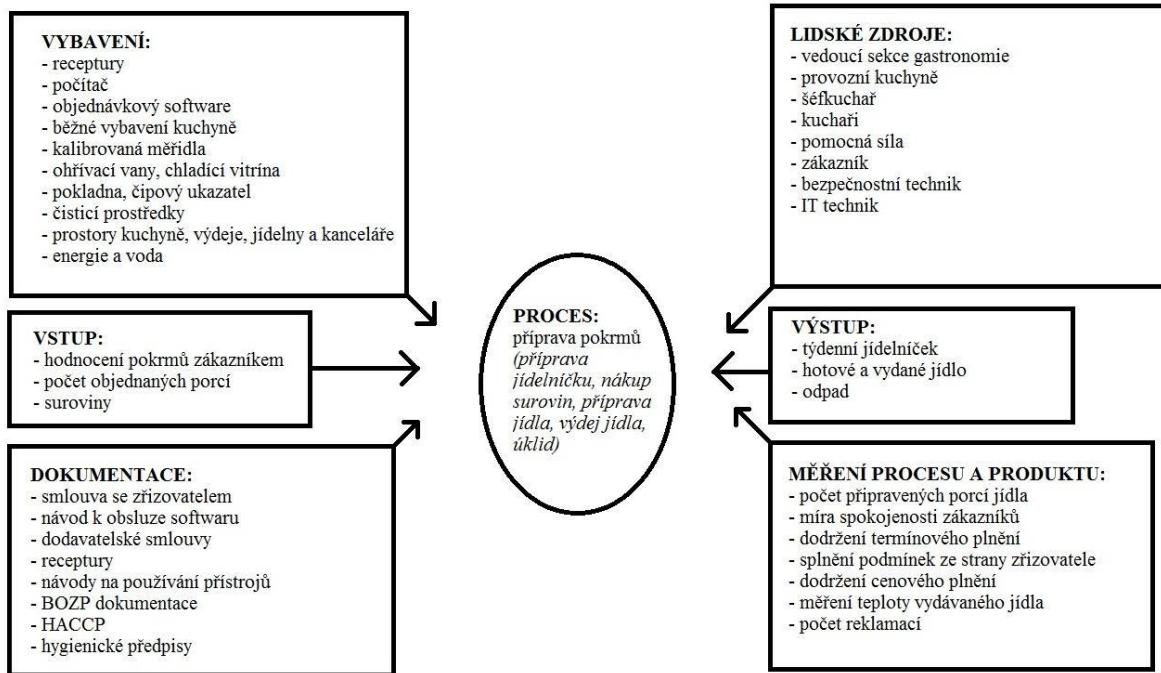 VYBAVENÍ:
- receptury
- počítač
- objednávkový software
- běžné vybavení kuchyně
- kalibrovaná měřidla
- ohřívací vany, chladící vitrína
- pokladna, čipový ukazatel
- čisticí prostředky
- prostory kuchyně, výdeje, jídelny a kanceláře
- energie a voda
LIDSKÉ ZDROJE:
- vedoucí sekce gastronomie
- provozní kuchyně
- šéfkuchař
- kuchaři
- pomocná síla
- zákazník
- bezpečnostní technik
- IT technik
VSTUP:
- hodnocení pokrmů zákazníkem
- počet objednaných porcí
- suroviny
PROCES:
příprava pokrmů
(příprava
jídelníčku, nákup
surovin, příprava
jídla, výdej jídla,
úklid)
VÝSTUP:
- týdenní jídelníček
- hotové a vydané jídlo
- odpad
DOKUMENTACE:
- smlouva se zřizovatelem
- návod k obsluze softwaru
- dodavatelské smlouvy
- receptury
- návody na používání přístrojů
- BOZP dokumentace
- HACCP
- hygienické předpisy
MĚŘENÍ PROCESU A PRODUKTU:
- počet připravených porcí jídla
- míra spokojenosti zákazníků
- dodržení termínového plnění
- splnění podmínek ze strany zřizovatele
- dodržení cenového plnění
- měření teploty vydávaného jídla
- počet reklamací